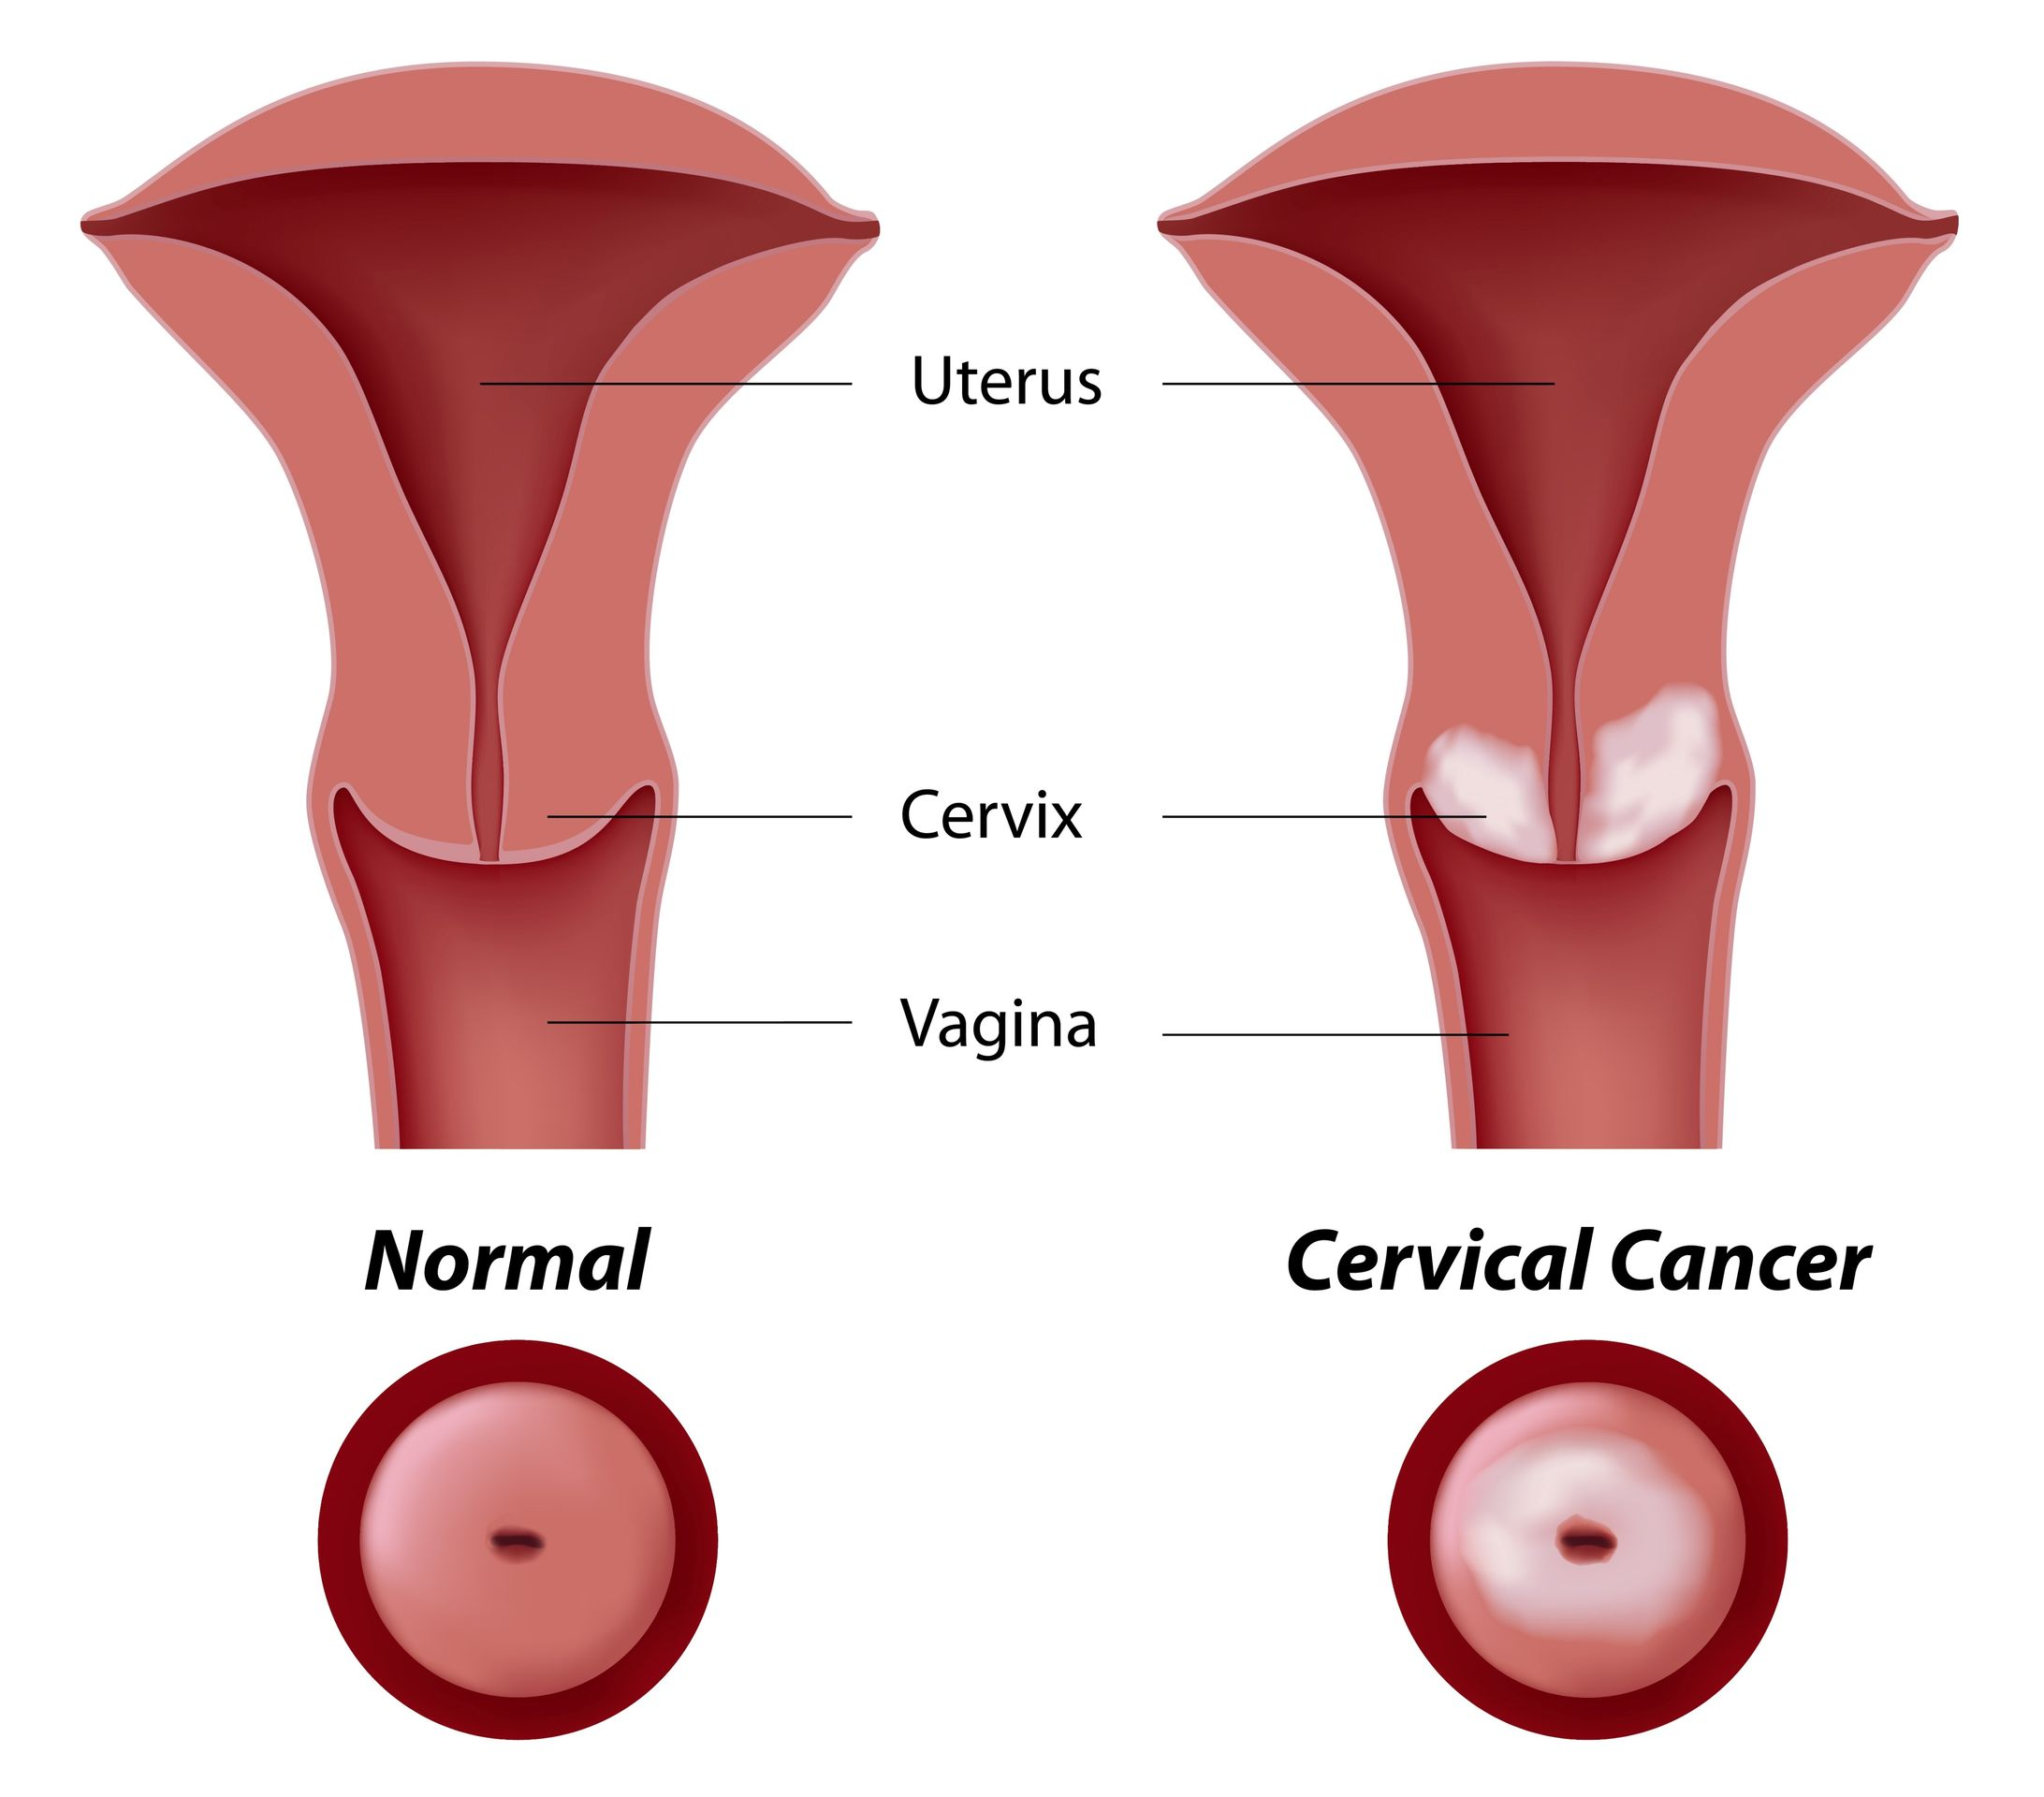 Uterus
Cervix
Vagina
Normal
Cervical Cancer